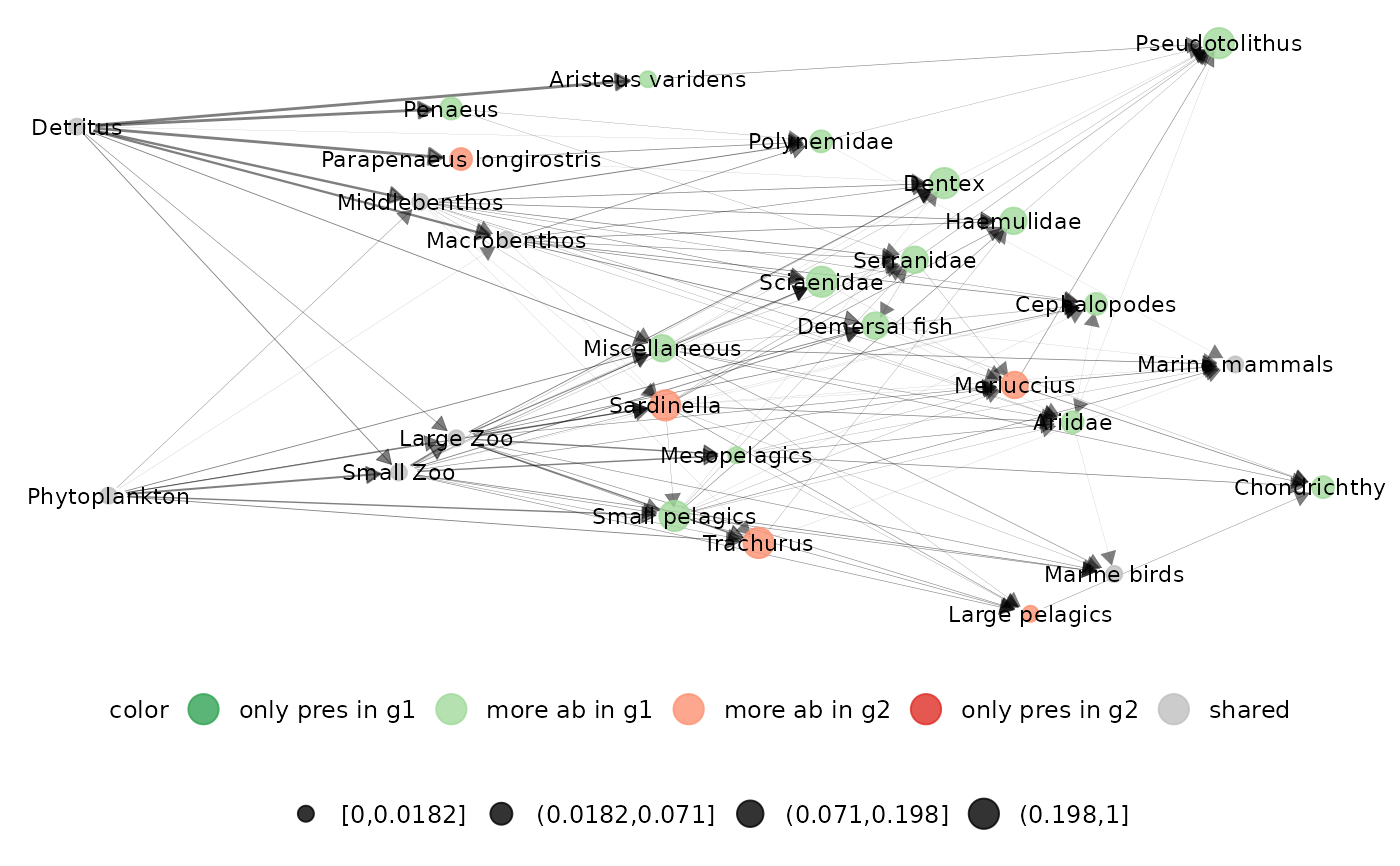 Pseudotolithus
Aristeus varidens
Penaeus
Detritus
Polynemidae
Parapenaeus longirostris
Dentex
Middlebenthos
Haemulidae
Macrobenthos
Serranidae
Sciaenidae
Cephalopodes
Demersal fish
Miscellaneous
Marine mammals
Merluccius
Sardinella
Ariidae
Large Zoo
Mesopelagics
Small Zoo
Chondrichthy
Phytoplankton
Small pelagics
Trachurus
Marine birds
Large pelagics
color only pres in g1 more ab in g1 more ab in g2 only pres in g2 shared
[0,0.0182] (0.0182,0.071] (0.071,0.198] (0.198,1]